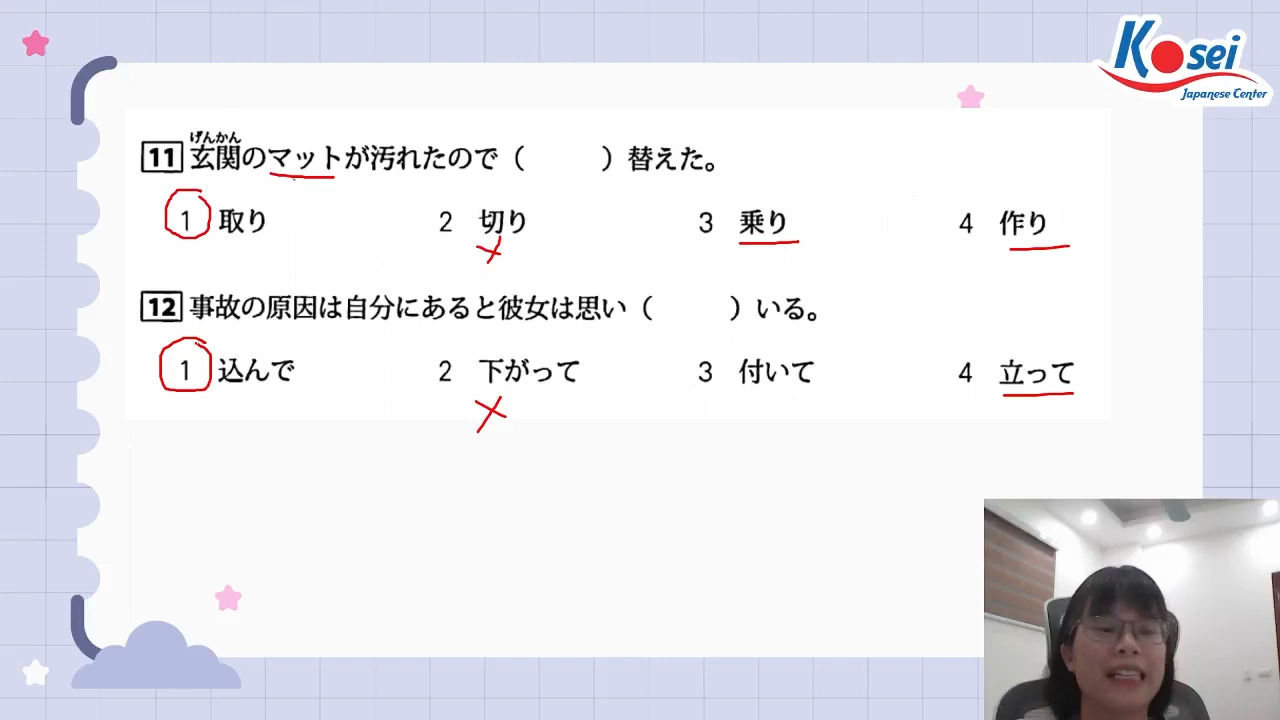 Kosei
Japanese Center
げんかん
11 玄関のマットが汚れたので（　　）替えた。
1 取り 2 切り 3 乗り 4 作り
12 事故の原因は自分にあると彼女は思い（　　）いる。
1 込んで 2 下がって 3 付いて 4 立って